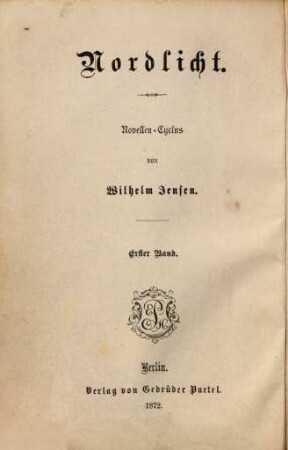 Nordlicht.
Novellen-Cyclus
von
Wilhelm Jensen.
Erster Band.
Berlin.
Verlag von Gebrüder Paetel.
1872.